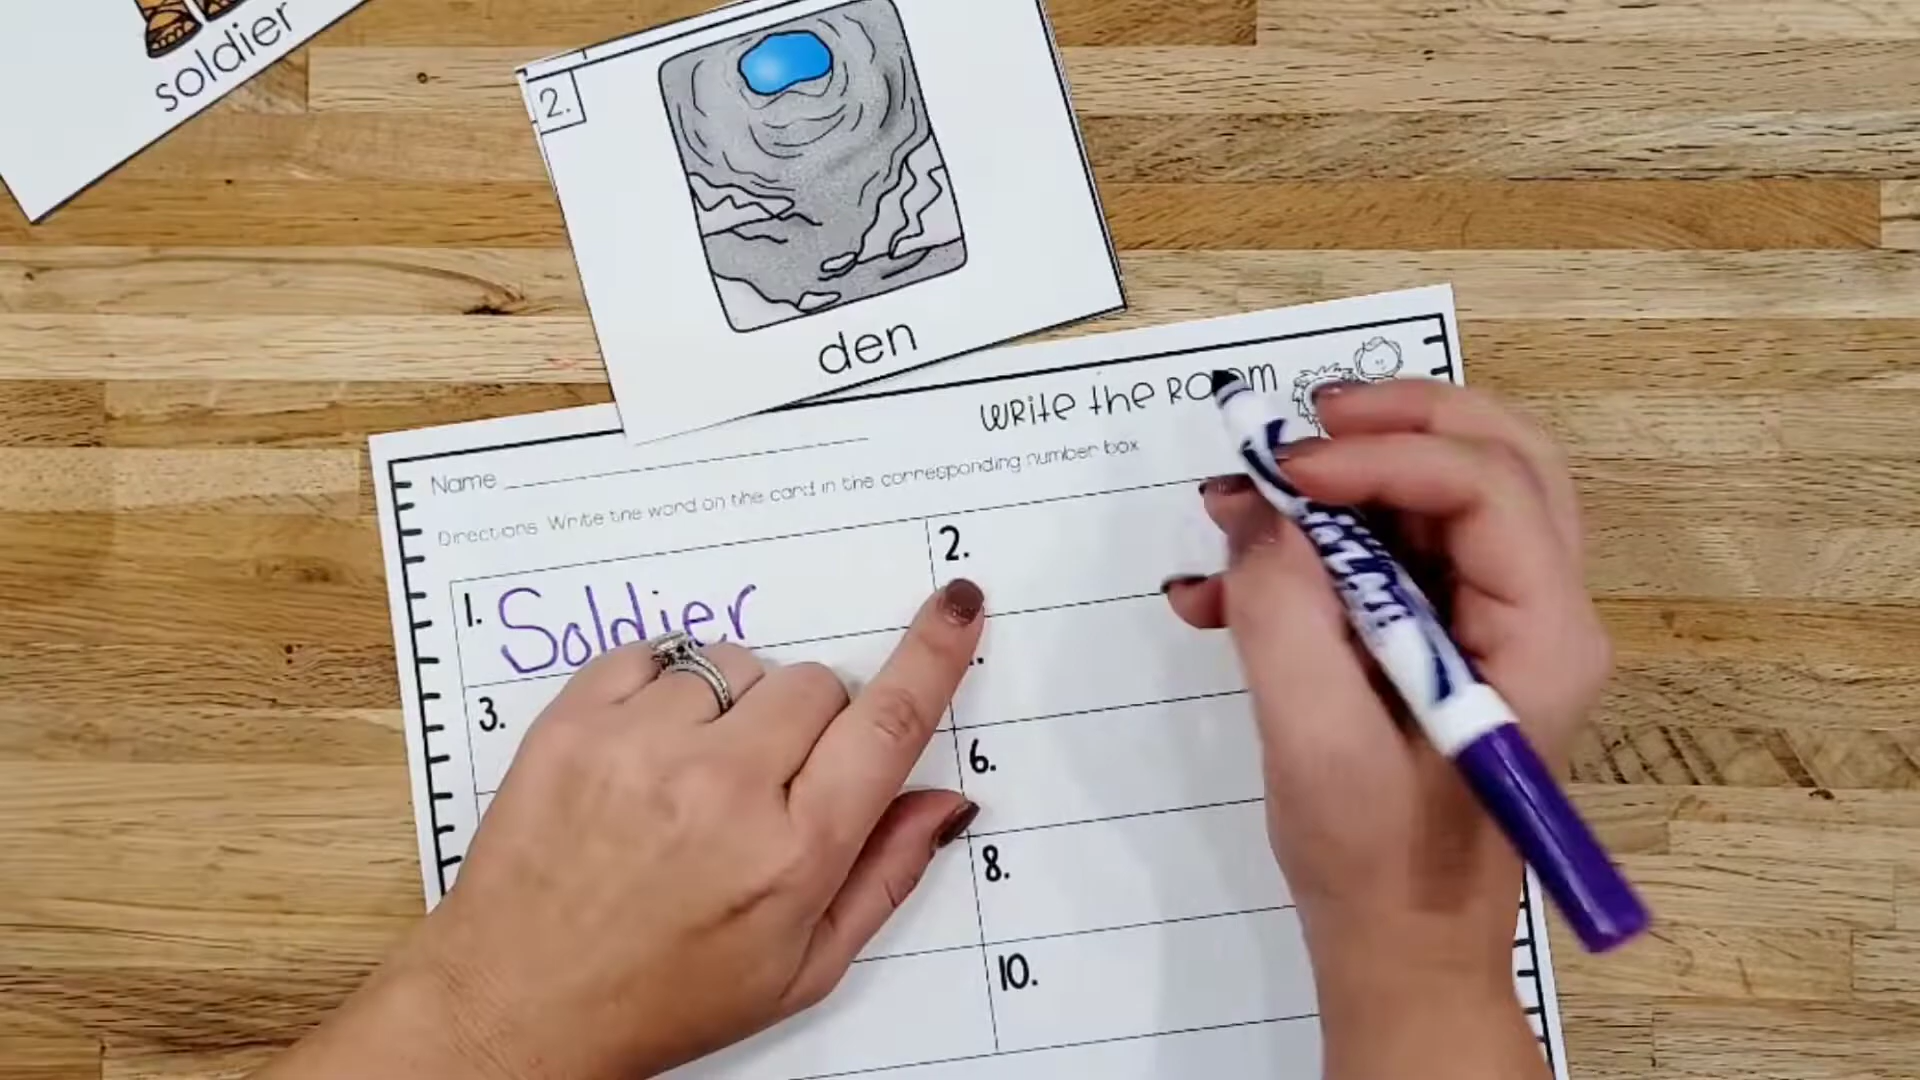 soldier
2.
den
Write the Room
Name
Directions: Write the word on the card in the corresponding number box
1. Soldier
2.
3.
6.
8.
10.